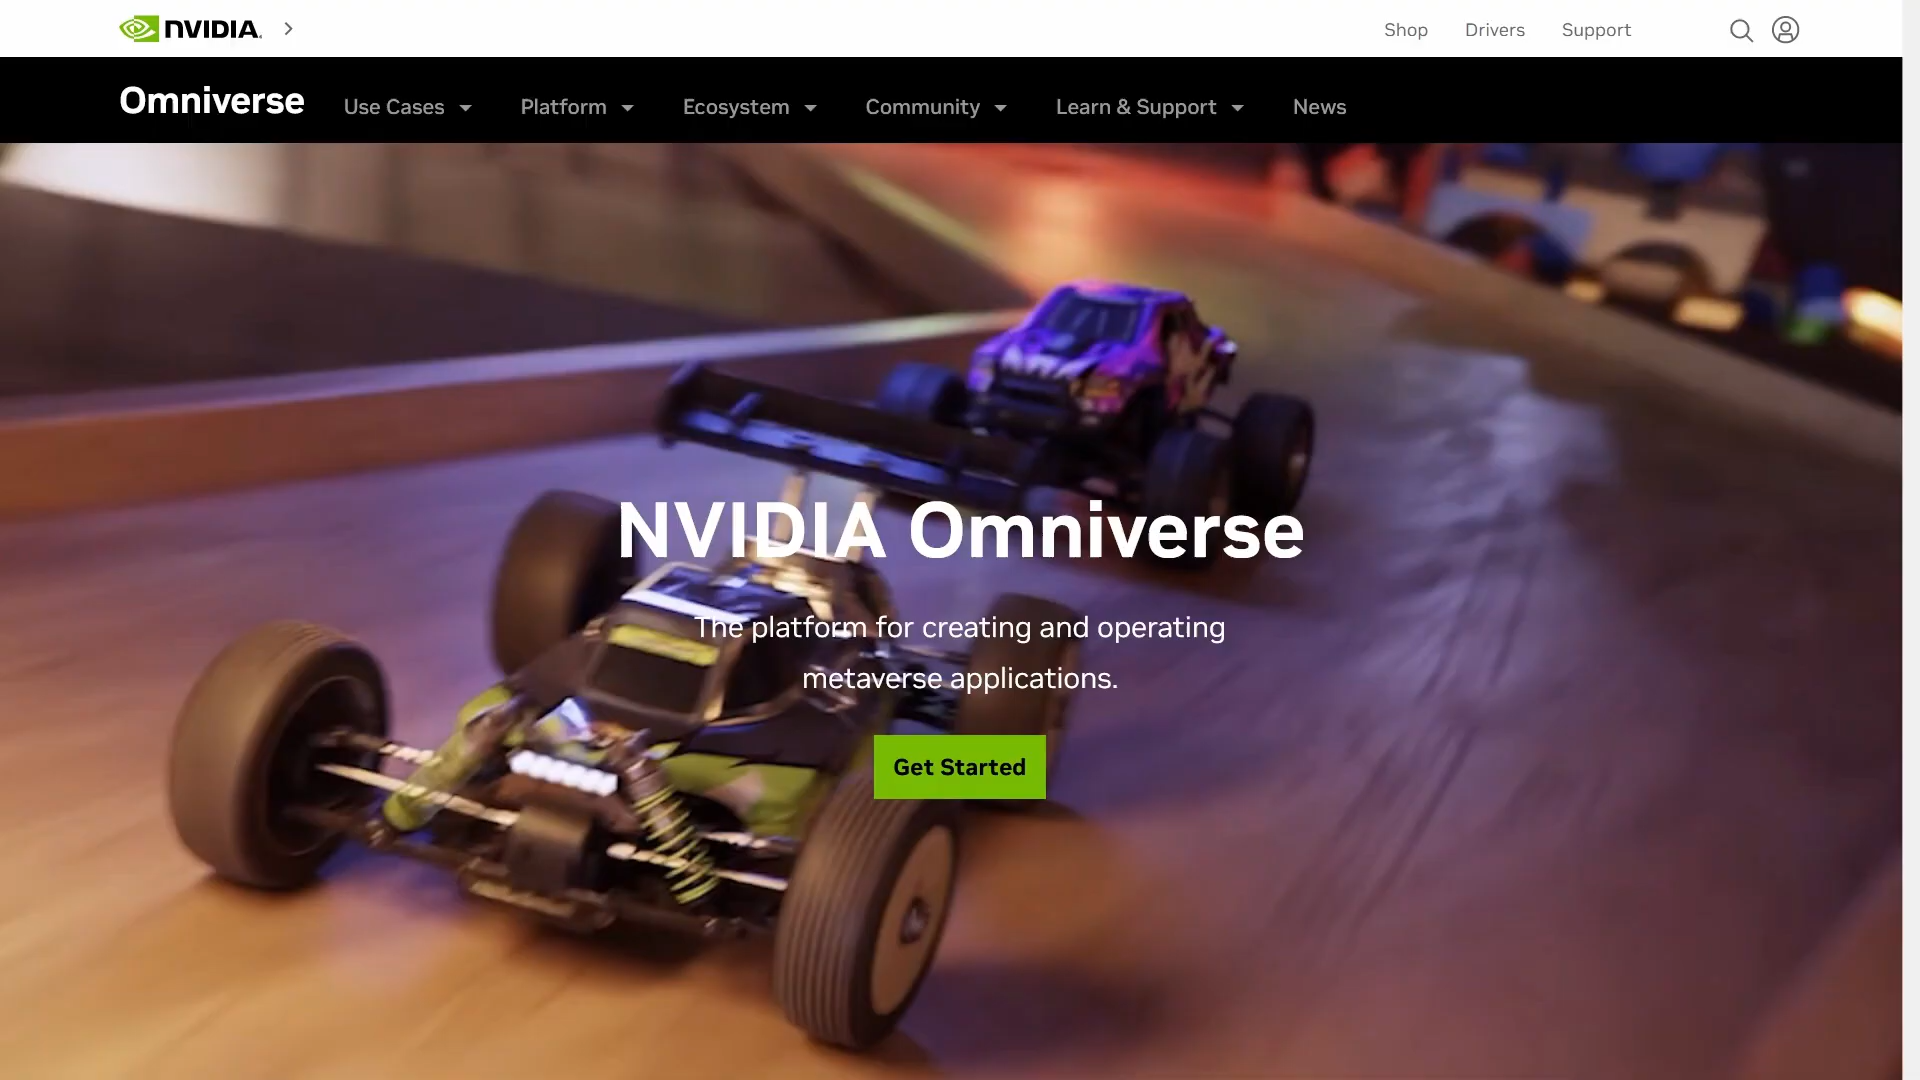 NVIDIA
Shop
Drivers
Support
Omniverse
Use Cases
Platform
Ecosystem
Community
Learn & Support
News
NVIDIA Omniverse
The platform for creating and operating
metaverse applications.
Get Started